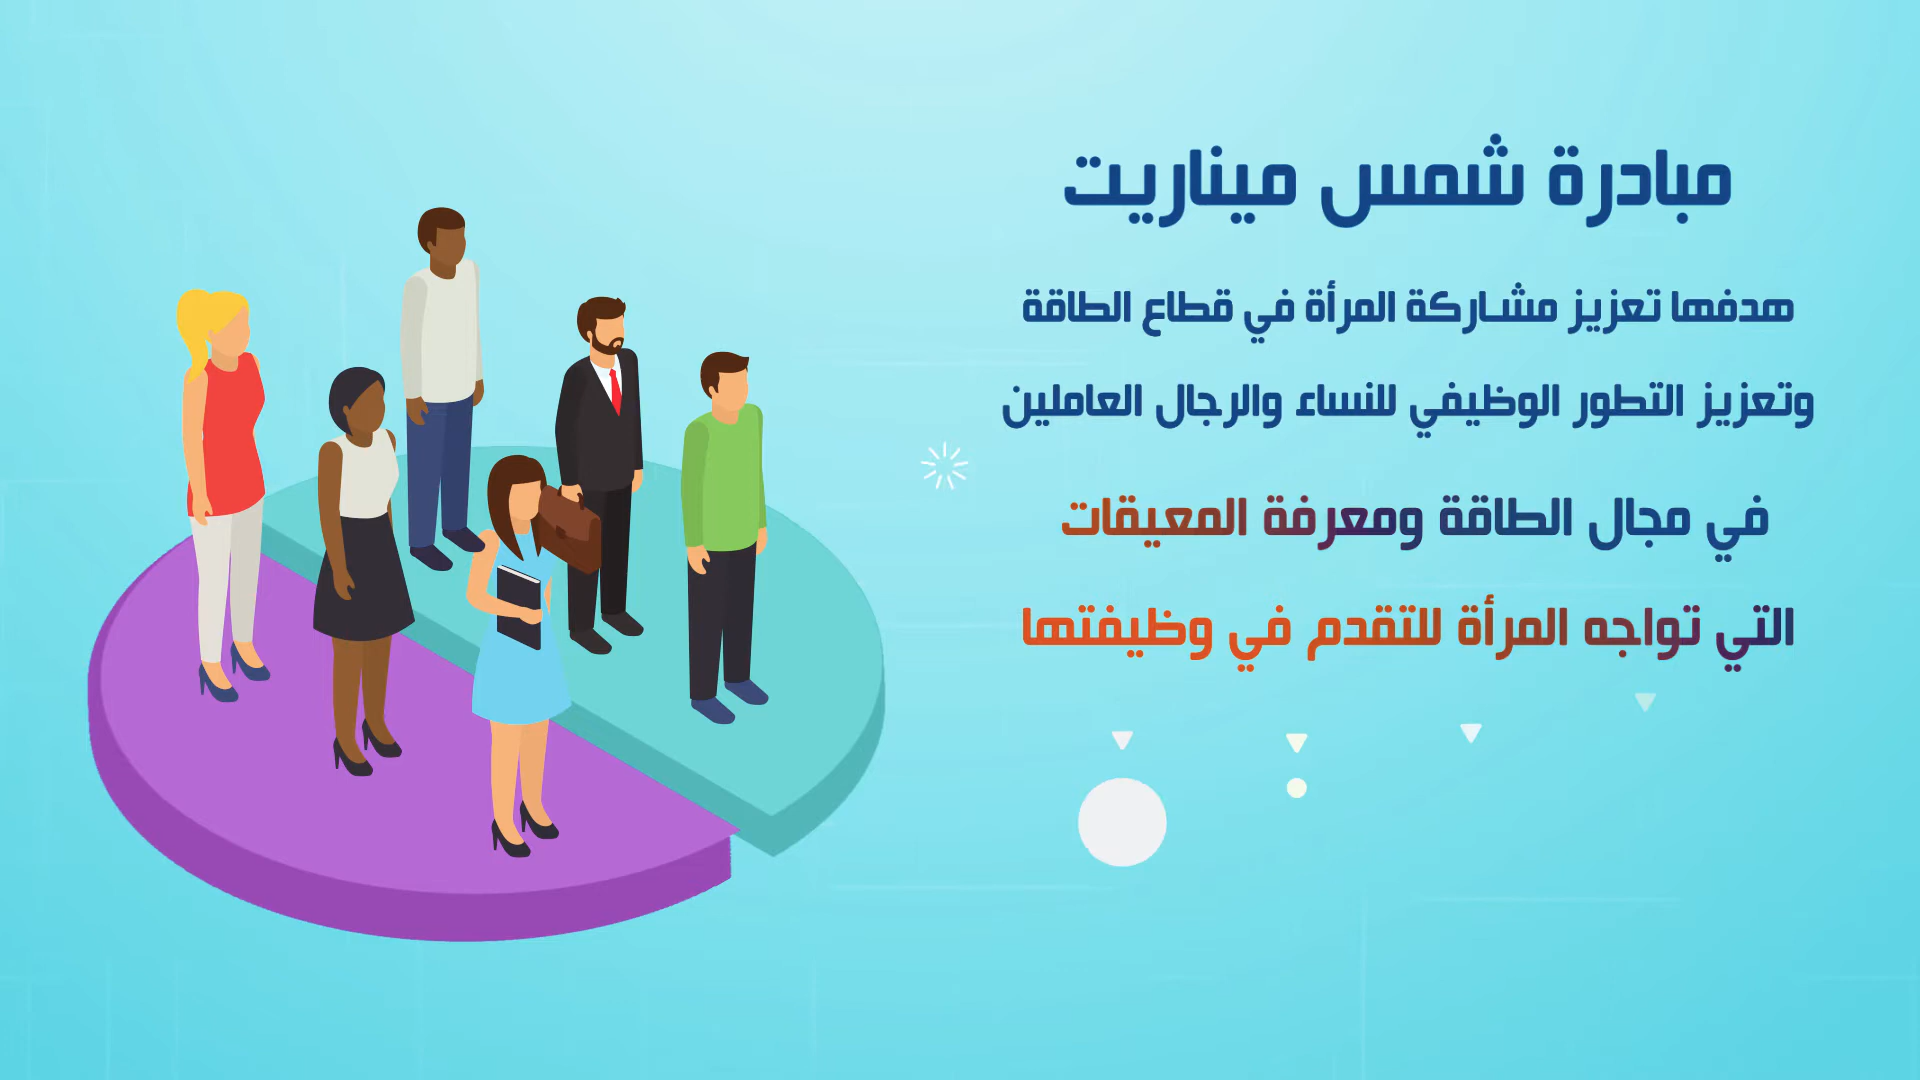 مبادرة شمس ميناريت
هدفها تعزيز مشاركة المرأة في قطاع الطاقة
وتعزيز التطور الوظيفي للنساء والرجال العاملين
في مجال الطاقة ومعرفة المعيقات
التي تواجه المرأة للتقدم في وظيفتها